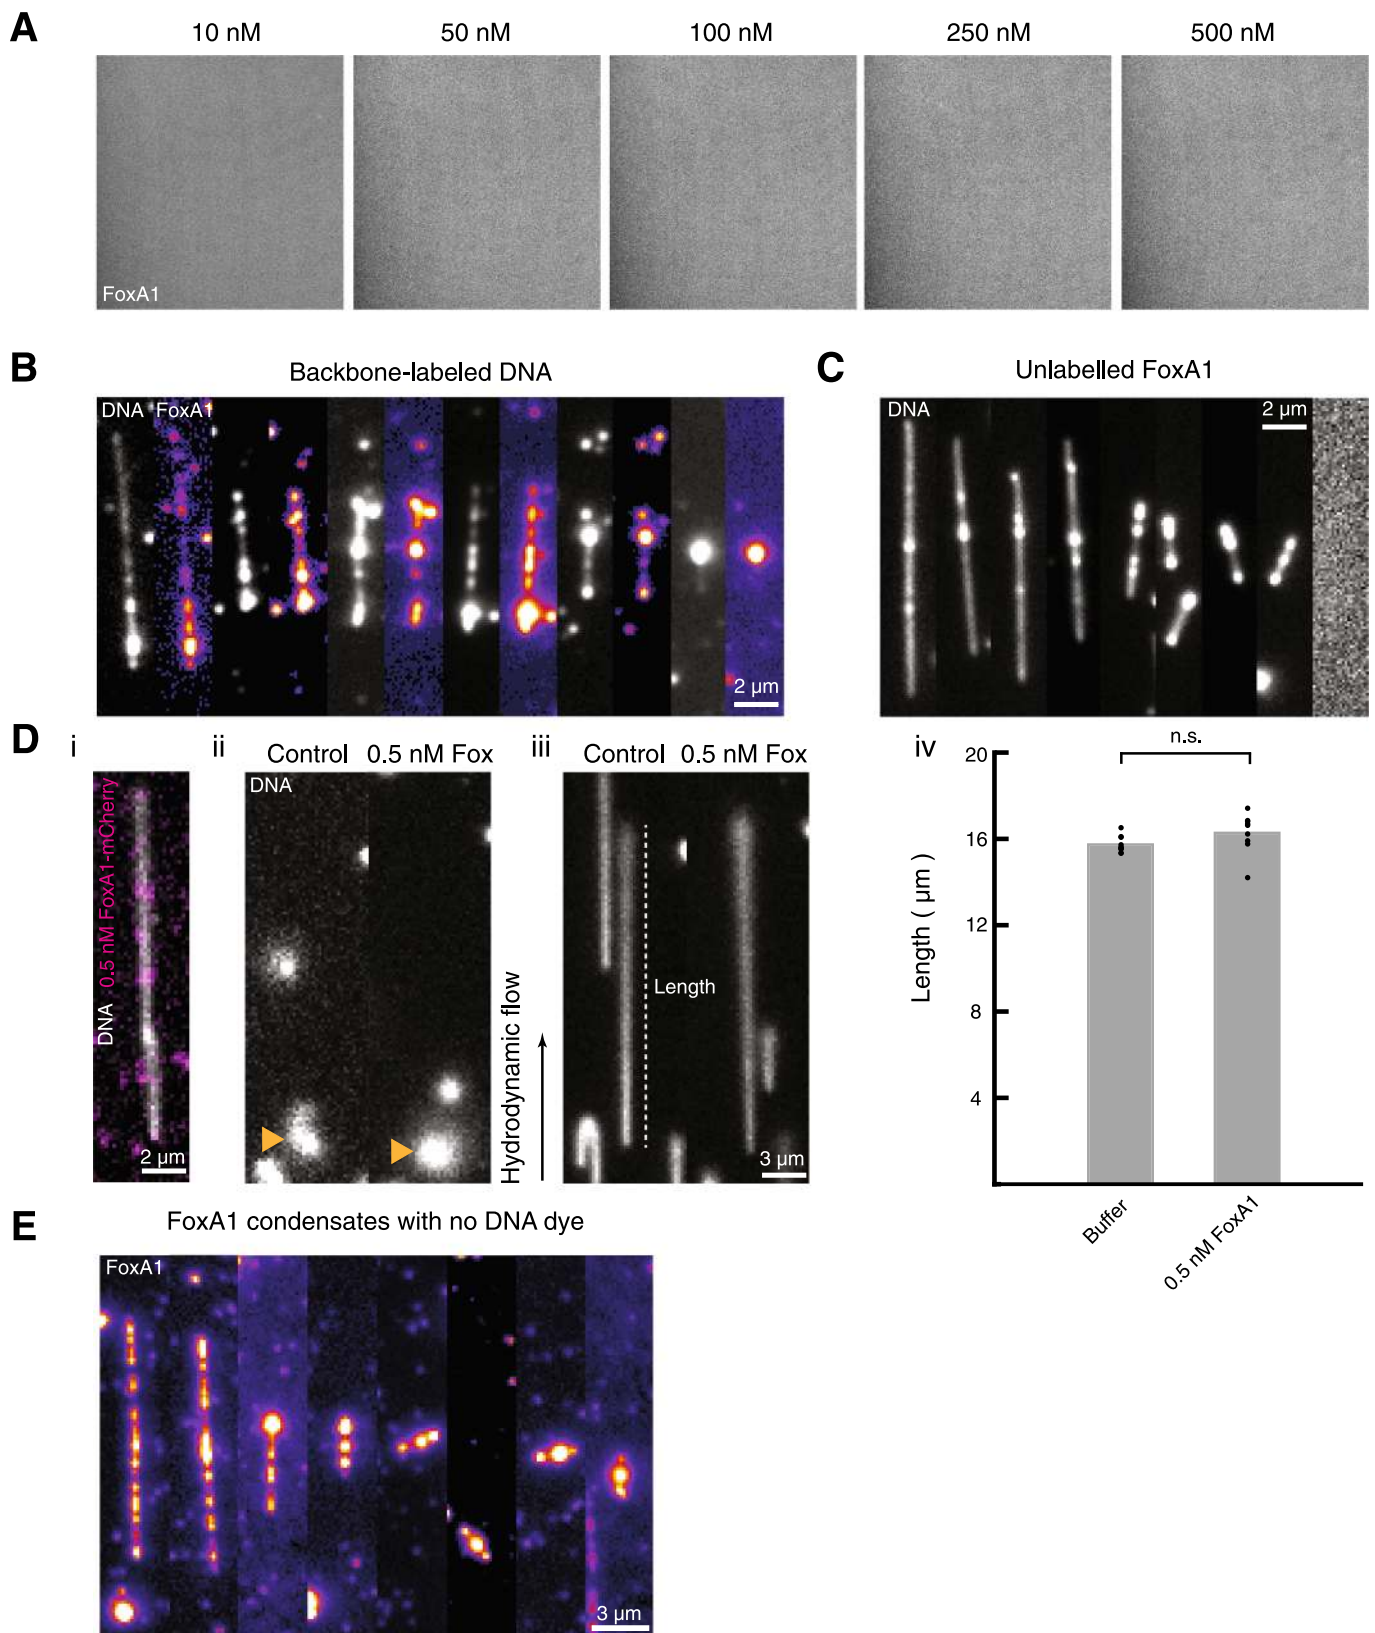 A
10 nM 50 nM 100 nM 250 nM 500 nM
FoxA1
B
Backbone-labeled DNA
DNA FoxA1
2 µm
C
Unlabelled FoxA1
DNA
2 µm
D
i
DNA 0.5 nM FoxA1-mCherry
2 µm
ii
Control 0.5 nM Fox
DNA
Hydrodynamic flow
iii
Control 0.5 nM Fox
Length
3 µm
iv
n.s.
Length ( µm )
20
16
12
8
4
Buffer
0.5 nM FoxA1
E
FoxA1 condensates with no DNA dye
FoxA1
3 µm